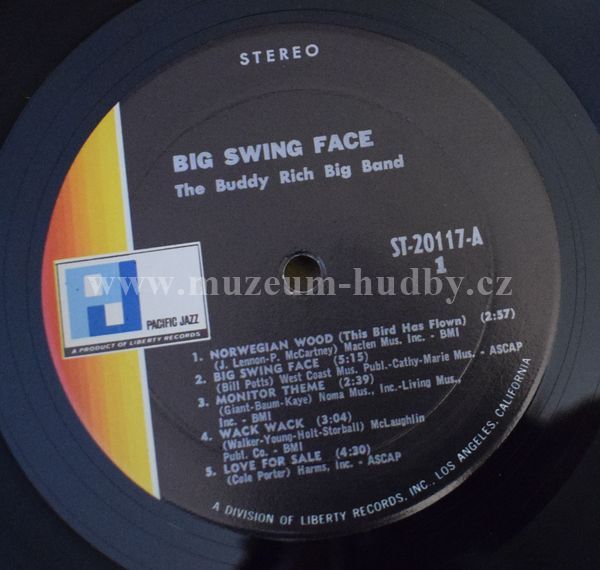 STEREO
BIG SWING FACE
The Buddy Rich Big Band
ST-20117-A
1
www.muzeum-hudby.cz
PJ
PACIFIC JAZZ
A PRODUCT OF LIBERTY RECORDS
1. NORWEGIAN WOOD (This Bird Has Flown) (2:57)
(J. Lennon-P. McCartney) Maclen Mus. Inc. - BMI
2. BIG SWING FACE (5:15)
(Bill Potts) West Coast Mus. Publ.-Cathy-Marie Mus. - ASCAP
3. MONITOR THEME (2:39)
(Giant-Baum-Kaye) Noma Mus., Inc.-Living Mus.,
Inc. - BMI
4. WACK WACK (3:04)
(Walker-Young-Holt-Storball) McLaughlin
Publ. Co. - BMI
5. LOVE FOR SALE (4:30)
(Cole Porter) Harms, Inc. - ASCAP
A DIVISION OF LIBERTY RECORDS, INC., LOS ANGELES, CALIFORNIA